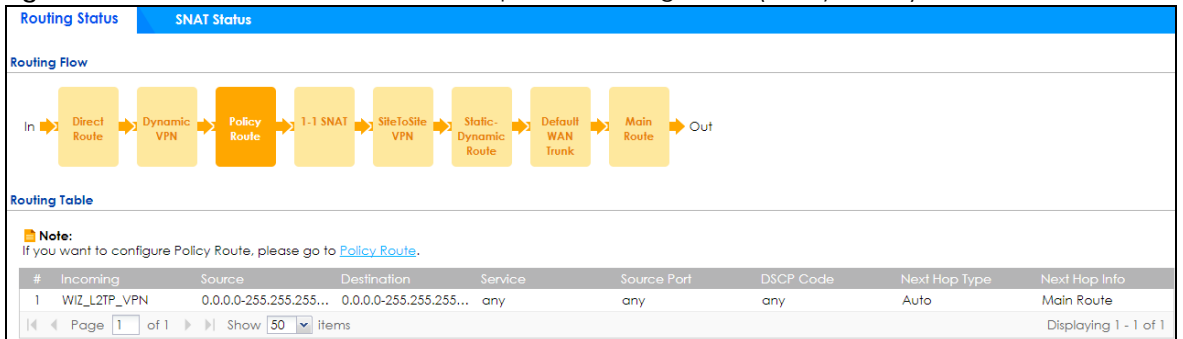 Routing Status
SNAT Status
Routing Flow
In
Direct
Route
Dynamic
VPN
Policy
Route
1-1 SNAT
SiteToSite
VPN
Static-
Dynamic
Route
Default
WAN
Trunk
Main
Route
Out
Routing Table
Note:
If you want to configure Policy Route, please go to Policy Route.
# Incoming Source Destination Service Source Port DSCP Code Next Hop Type Next Hop Info
1 WIZ_L2TP_VPN 0.0.0.0-255.255.255... 0.0.0.0-255.255.255... any any any Auto Main Route
Page 1 of 1 Show 50 items Displaying 1 - 1 of 1